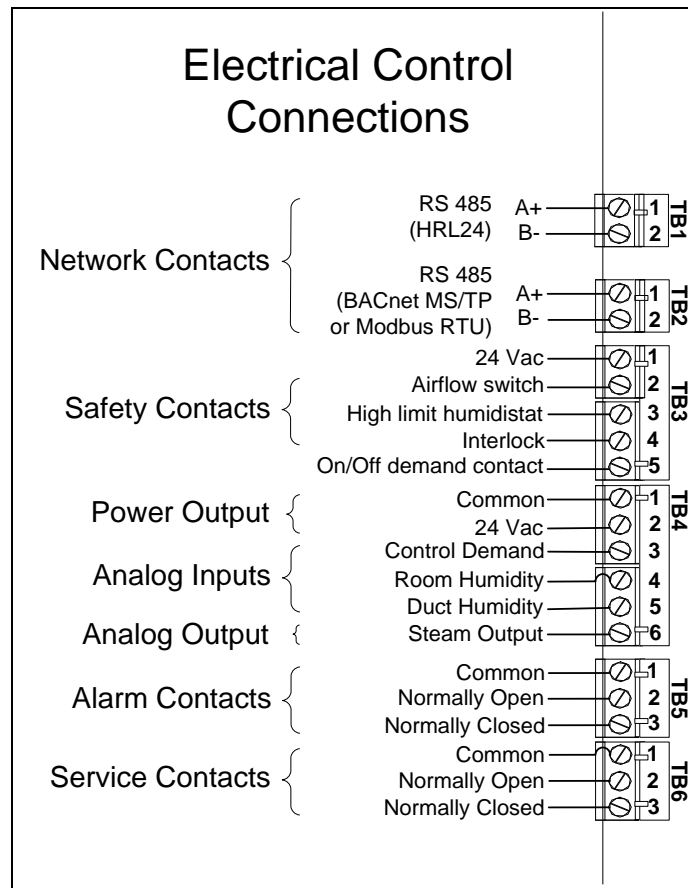 Electrical Control
Connections
Network Contacts
RS 485
(HRL24)
A+
B-
1
2
TB1
RS 485
(BACnet MS/TP
or Modbus RTU)
A+
B-
1
2
TB2
Safety Contacts
24 Vac
Airflow switch
High limit humidistat
Interlock
On/Off demand contact
1
2
3
4
5
TB3
Power Output
Common
24 Vac
Analog Inputs
Control Demand
Room Humidity
Duct Humidity
Analog Output
Steam Output
1
2
3
4
5
6
TB4
Alarm Contacts
Common
Normally Open
Normally Closed
1
2
3
TB5
Service Contacts
Common
Normally Open
Normally Closed
1
2
3
TB6